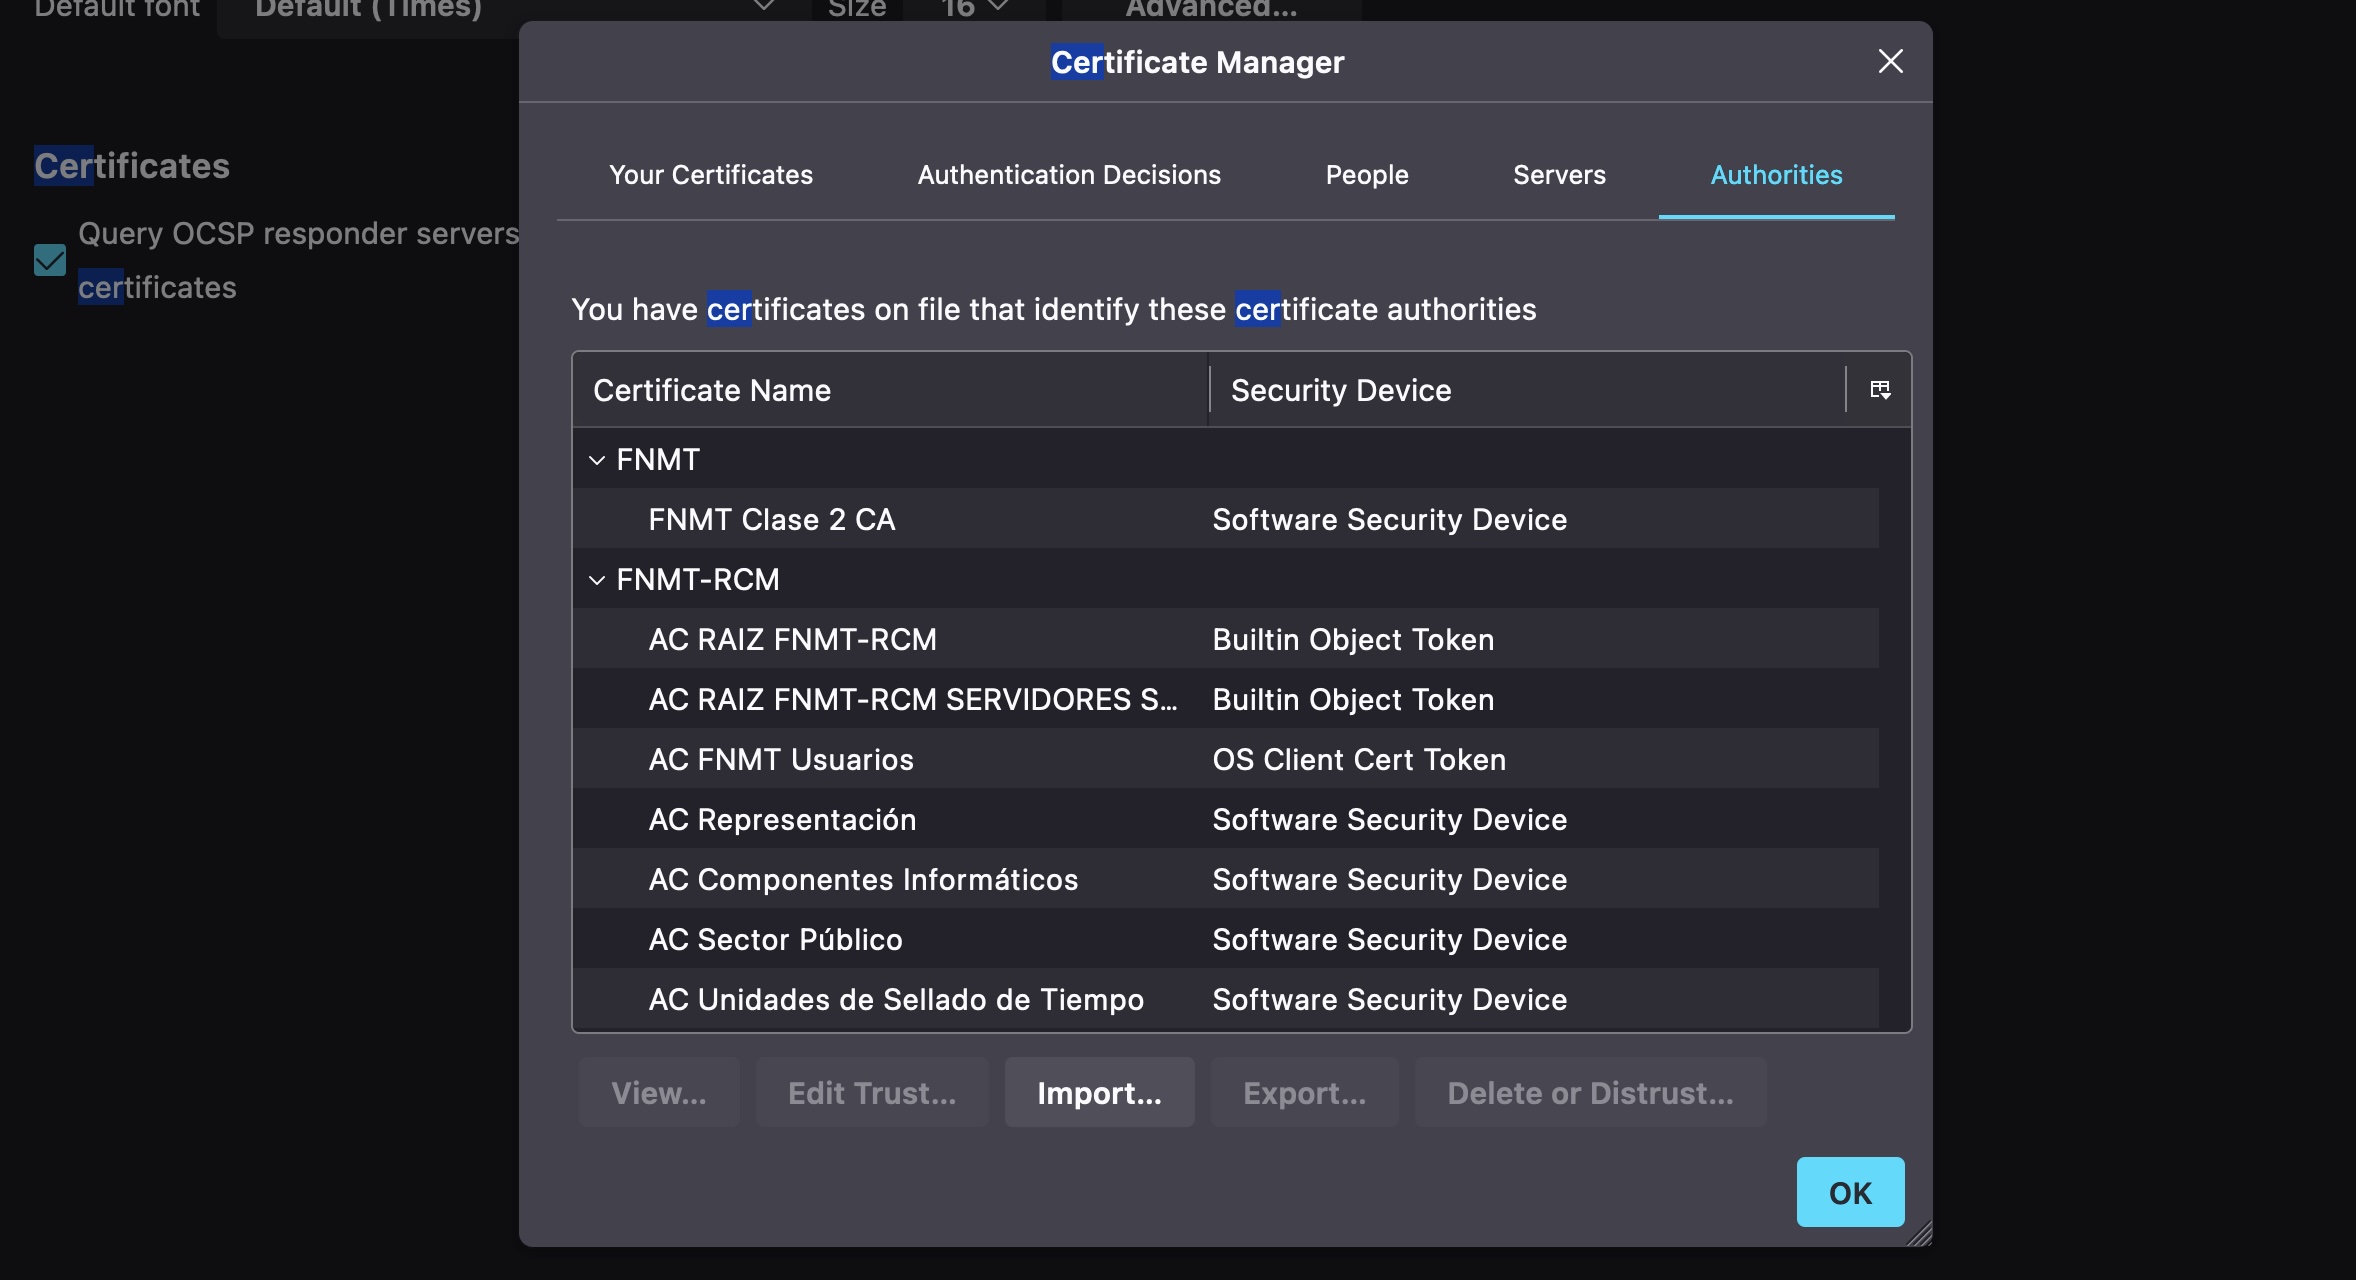 Default font Default (Times) Size 16 Advanced...
Certificate Manager
Certificates
Query OCSP responder servers
certificates
Your Certificates Authentication Decisions People Servers Authorities
You have certificates on file that identify these certificate authorities
Certificate Name Security Device
FNMT
FNMT Clase 2 CA Software Security Device
FNMT-RCM
AC RAIZ FNMT-RCM Builtin Object Token
AC RAIZ FNMT-RCM SERVIDORES S... Builtin Object Token
AC FNMT Usuarios OS Client Cert Token
AC Representación Software Security Device
AC Componentes Informáticos Software Security Device
AC Sector Público Software Security Device
AC Unidades de Sellado de Tiempo Software Security Device
View... Edit Trust... Import... Export... Delete or Distrust...
OK